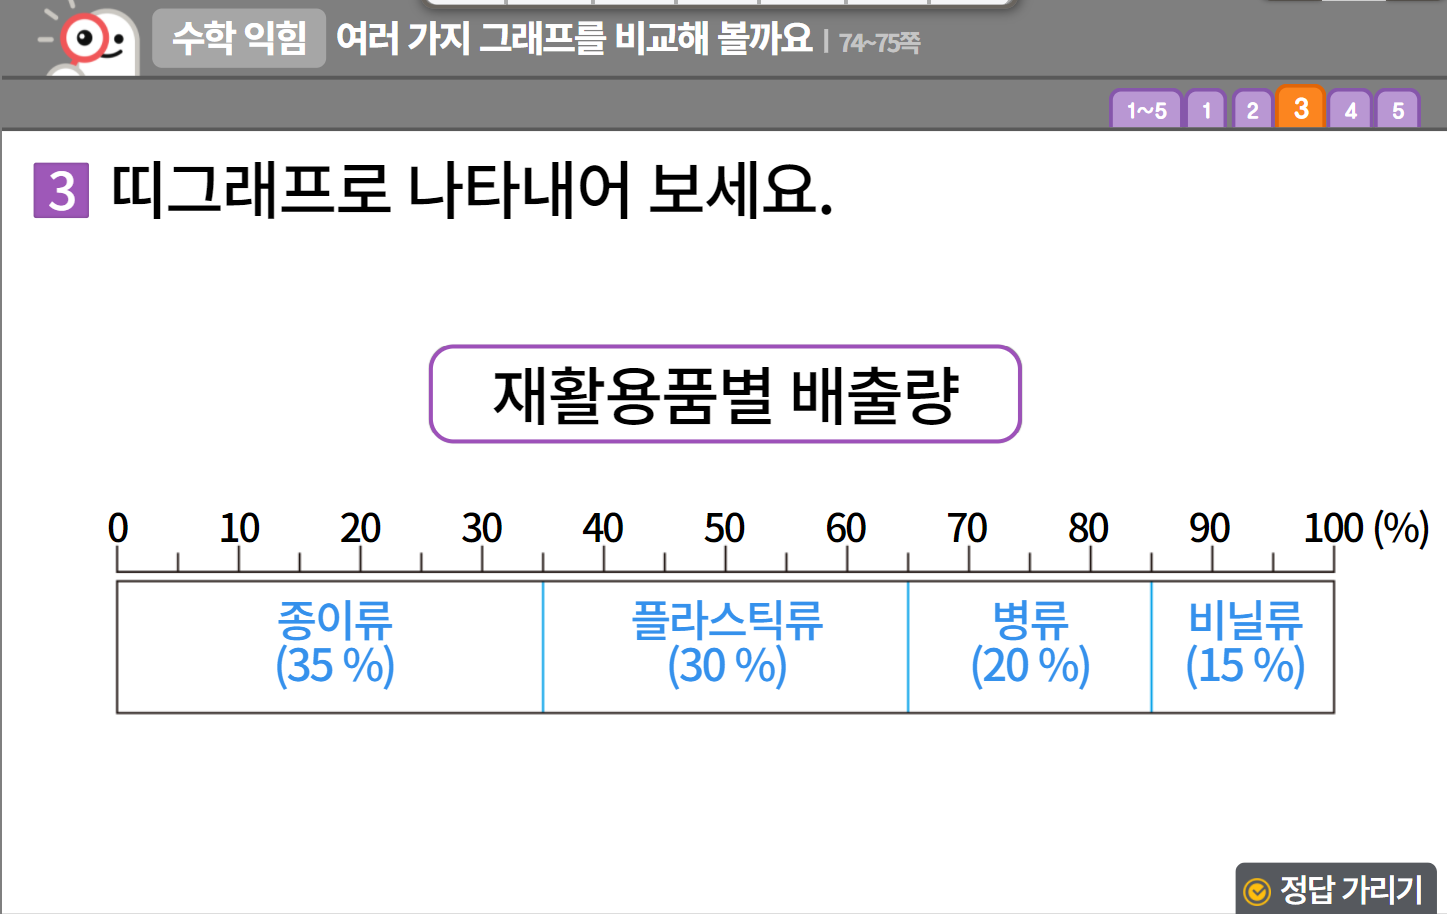 수학 익힘 여러 가지 그래프를 비교해 볼까요 | 74~75쪽
1~5 1 2 3 4 5
3 띠그래프로 나타내어 보세요.
재활용품별 배출량
0 10 20 30 40 50 60 70 80 90 100 (%)
종이류 플라스틱류 병류 비닐류
(35 %) (30 %) (20 %) (15 %)
정답 가리기